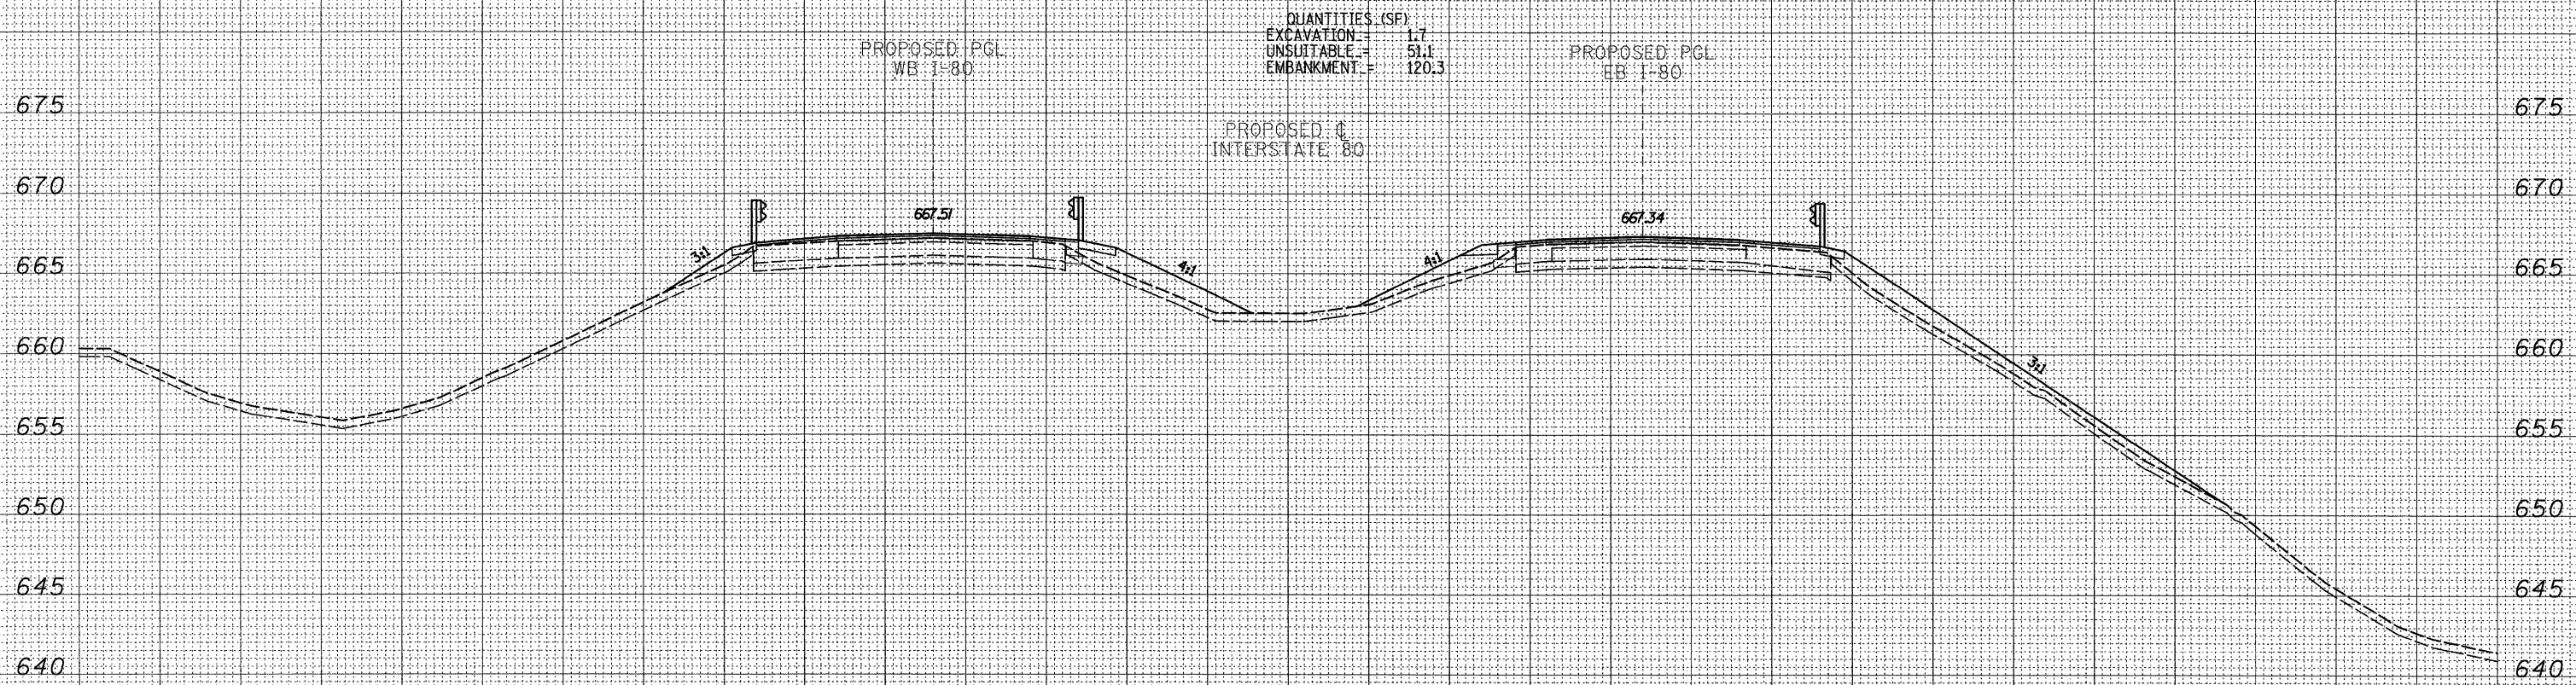 QUANTITIES (SF)
EXCAVATION = 1.7
UNSUITABLE = 51.1
EMBANKMENT = 120.3
PROPOSED PGL
WB I-80
PROPOSED PGL
EB I-80
PROPOSED ℄
INTERSTATE 80
675 675
670 670
667.51 667.34
3:1 4:1 4:1
665 665
660 660
3:1
655 655
650 650
645 645
640 640